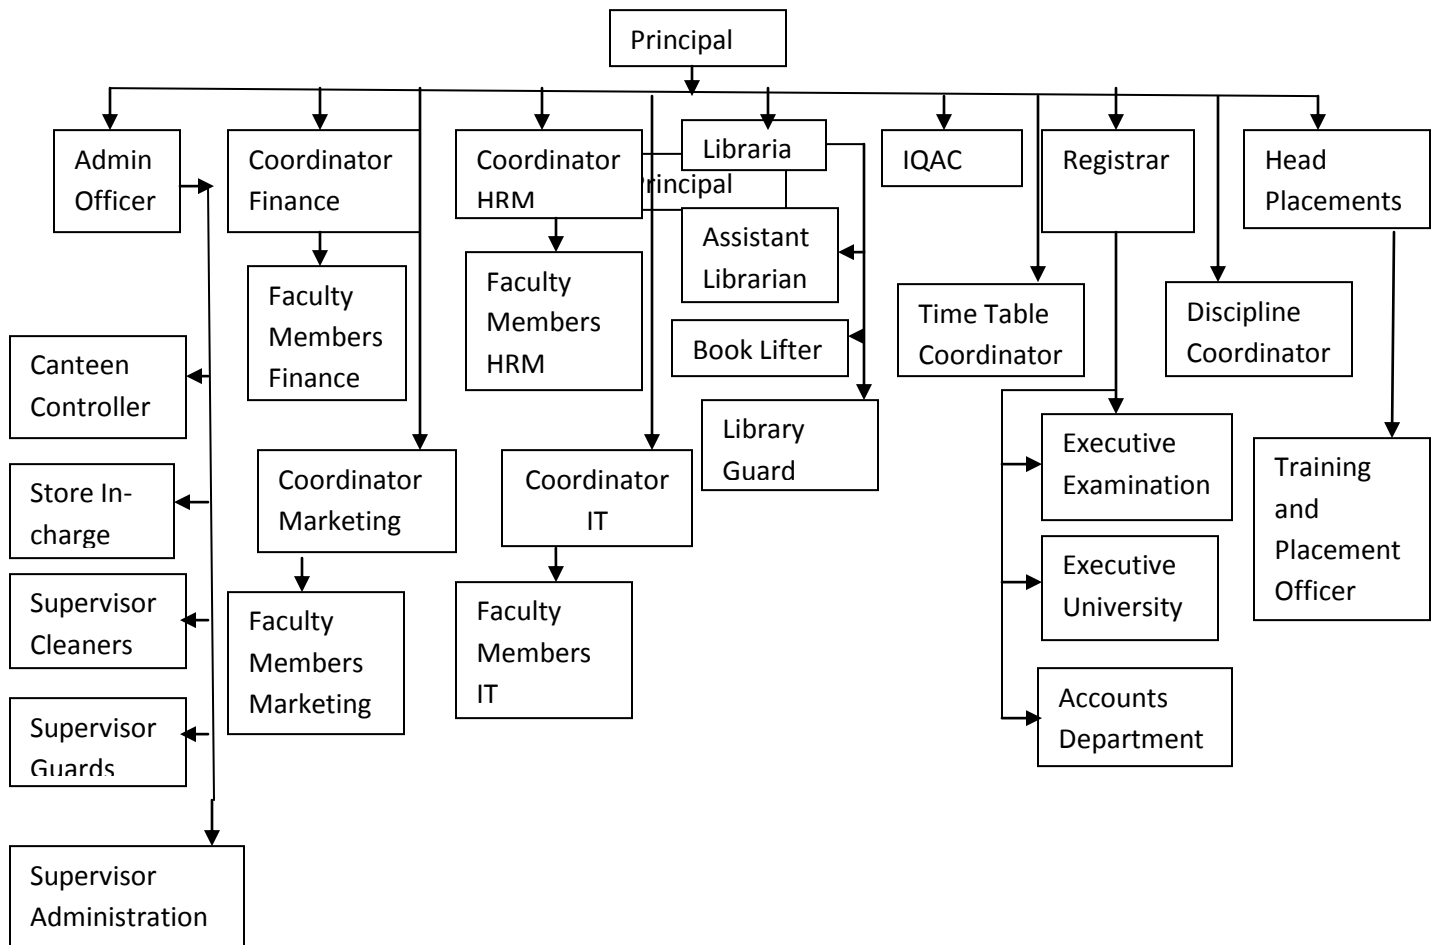 Principal
Admin
Officer
Coordinator
Finance
Coordinator
HRM
Libraria
Principal
IQAC
Registrar
Head
Placements
Assistant
Librarian
Faculty
Members
Finance
Faculty
Members
HRM
Time Table
Coordinator
Discipline
Coordinator
Book Lifter
Canteen
Controller
Library
Guard
Executive
Examination
Training
and
Placement
Officer
Coordinator
Marketing
Coordinator
IT
Store In-
charge
Executive
University
Supervisor
Cleaners
Faculty
Members
Marketing
Faculty
Members
IT
Accounts
Department
Supervisor
Guards
Supervisor
Administration